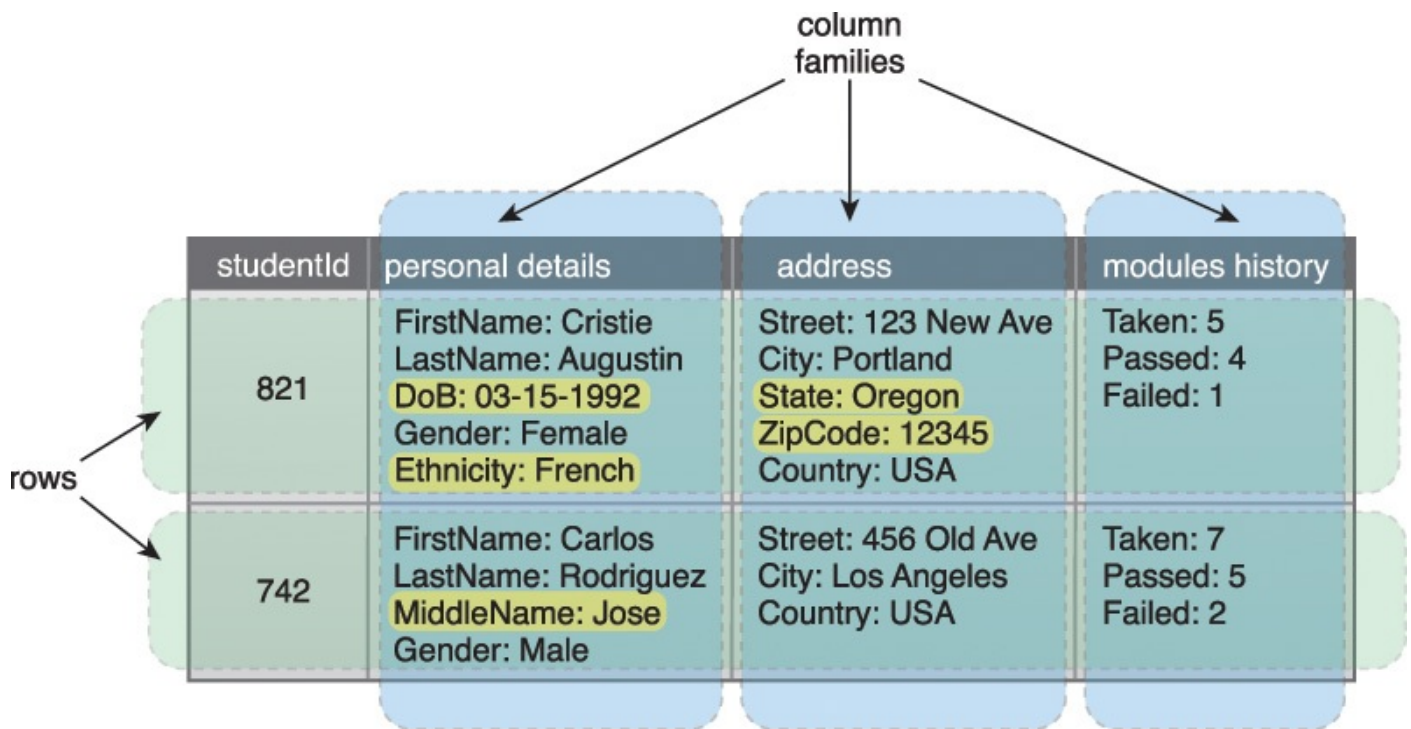 column
families
studentId
personal details
address
modules history
rows
821
FirstName: Cristie
LastName: Augustin
DoB: 03-15-1992
Gender: Female
Ethnicity: French
Street: 123 New Ave
City: Portland
State: Oregon
ZipCode: 12345
Country: USA
Taken: 5
Passed: 4
Failed: 1
742
FirstName: Carlos
LastName: Rodriguez
MiddleName: Jose
Gender: Male
Street: 456 Old Ave
City: Los Angeles
Country: USA
Taken: 7
Passed: 5
Failed: 2